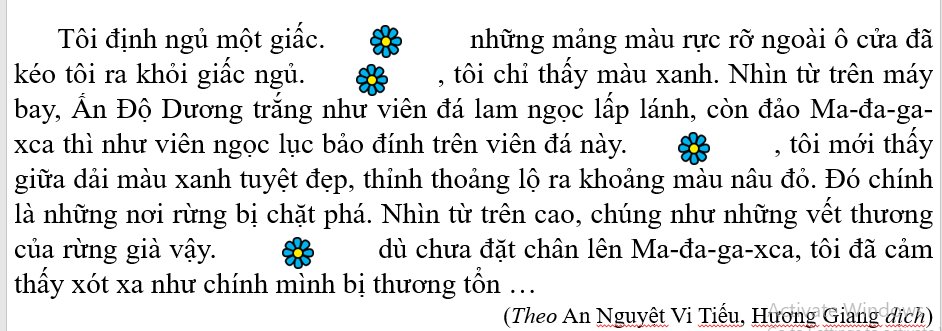 Tôi định ngủ một giấc. những mảng màu rực rỡ ngoài ô cửa đã
kéo tôi ra khỏi giấc ngủ. , tôi chỉ thấy màu xanh. Nhìn từ trên máy
bay, Ấn Độ Dương trắng như viên đá lam ngọc lấp lánh, còn đảo Ma-đa-ga-
xca thì như viên ngọc lục bảo đính trên viên đá này. , tôi mới thấy
giữa dải màu xanh tuyệt đẹp, thỉnh thoảng lộ ra khoảng màu nâu đỏ. Đó chính
là những nơi rừng bị chặt phá. Nhìn từ trên cao, chúng như những vết thương
của rừng già vậy. dù chưa đặt chân lên Ma-đa-ga-xca, tôi đã cảm
thấy xót xa như chính mình bị thương tổn …
(Theo An Nguyệt Vi Tiếu, Hương Giang dịch)
Activate Windows